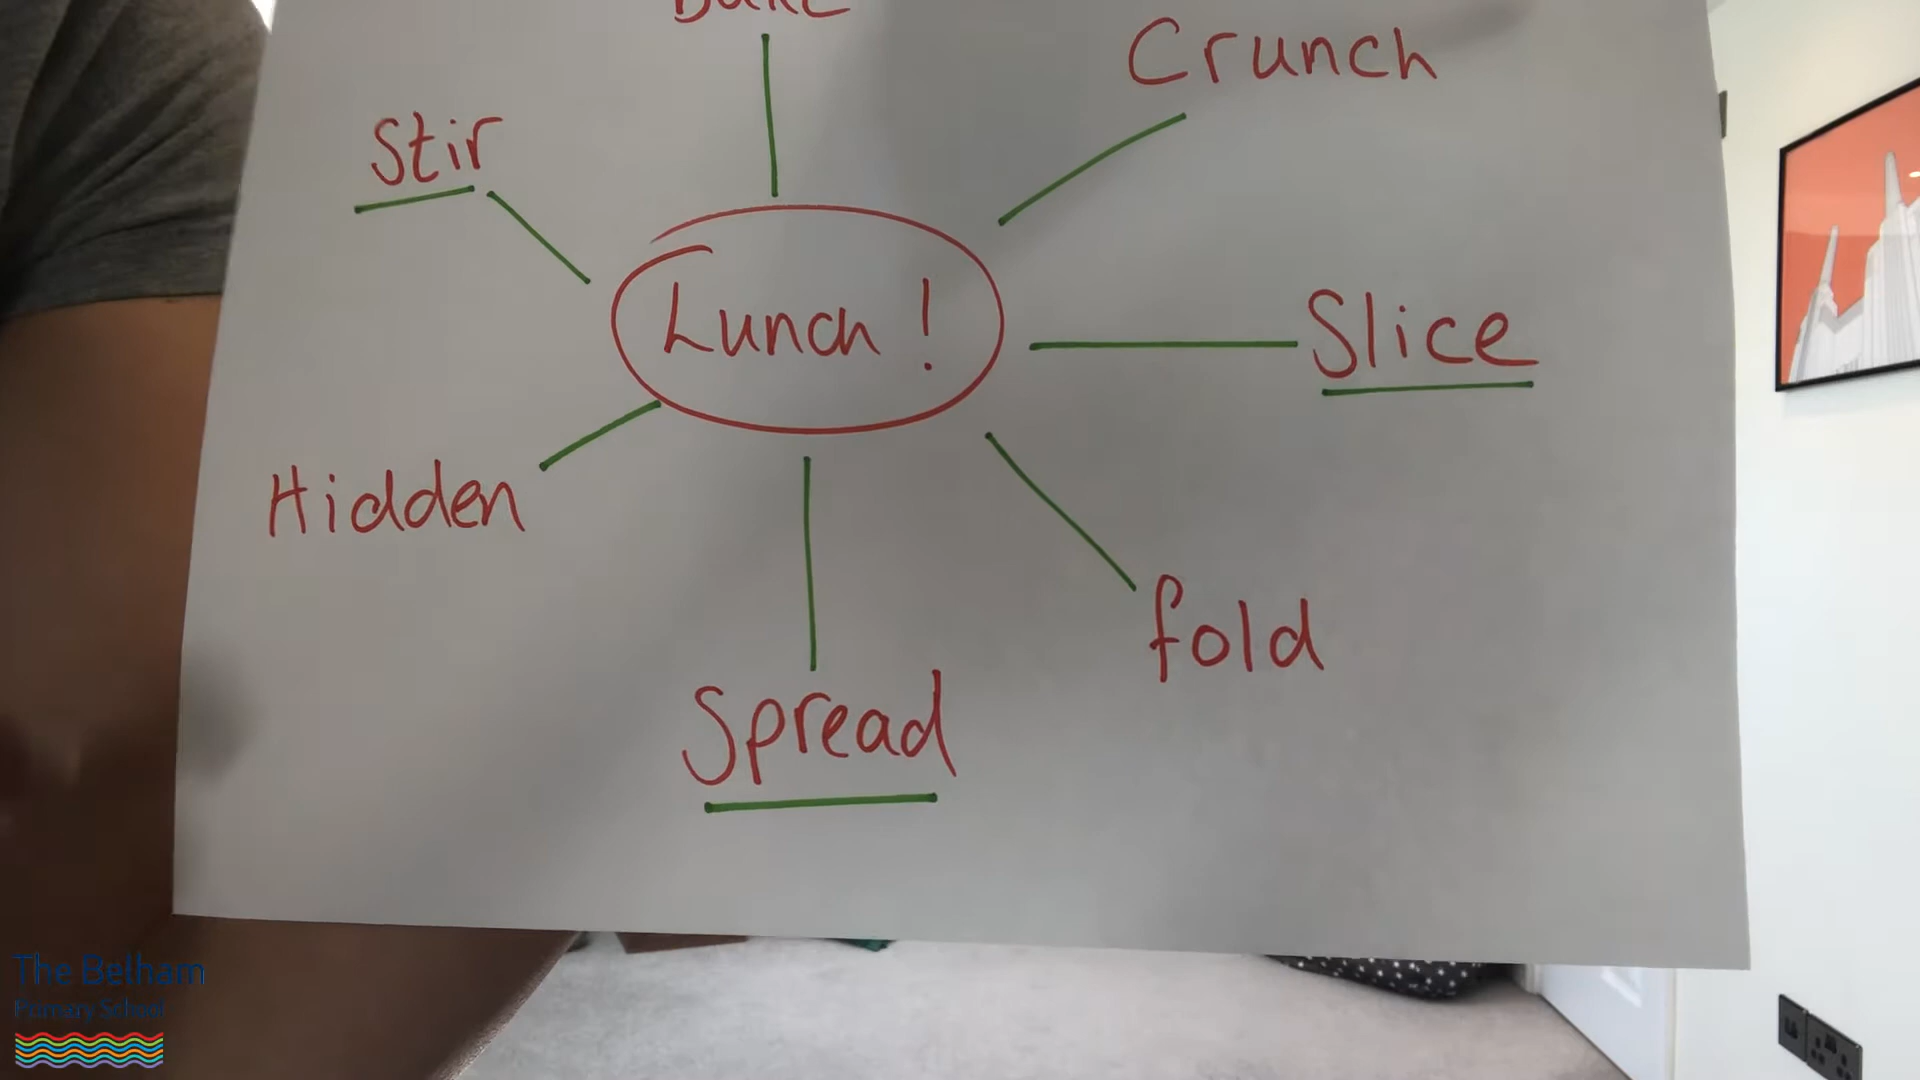 Crunch
Stir
Lunch !
Slice
Hidden
fold
Spread
The Belham
Primary School